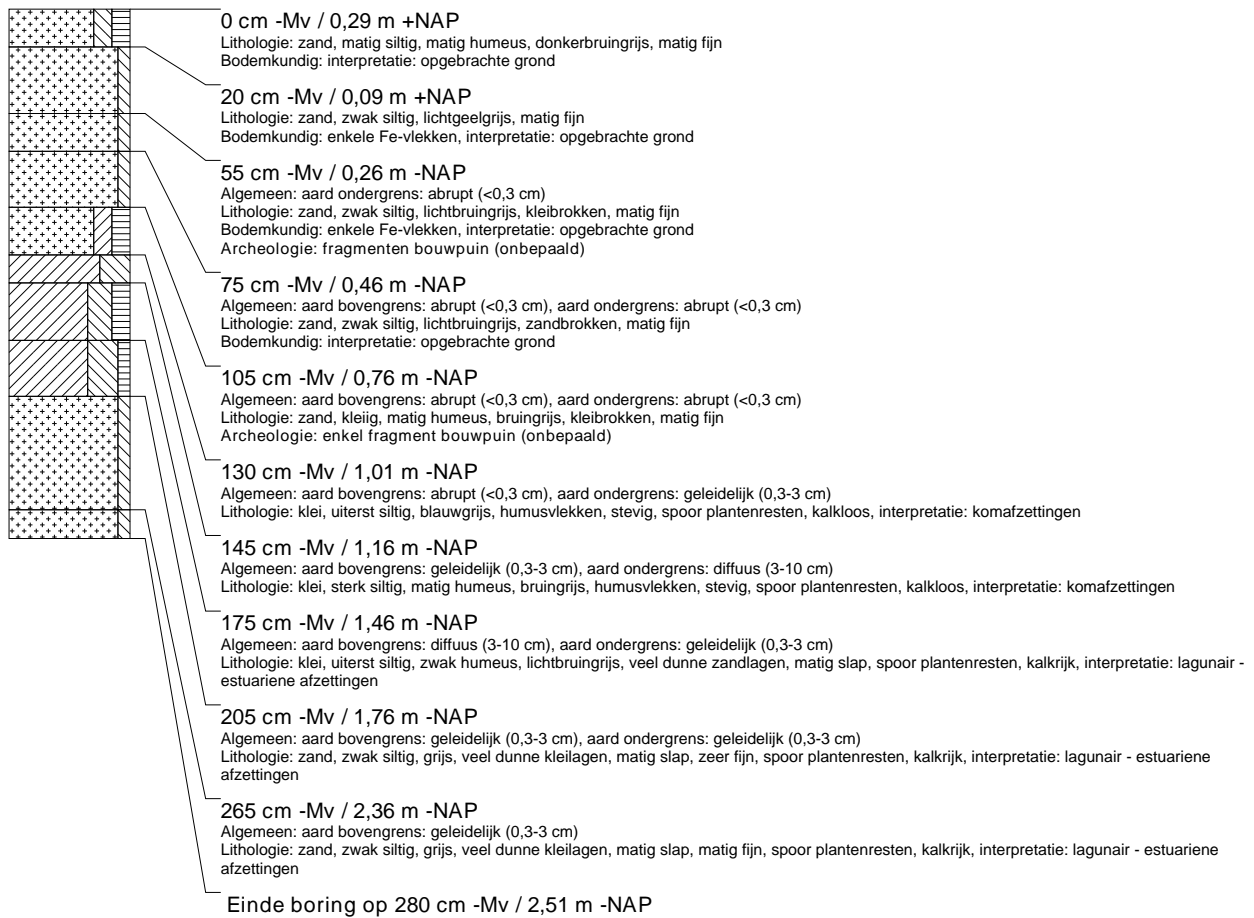 0 cm -Mv / 0,29 m +NAP
Lithologie: zand, matig siltig, matig humeus, donkerbruingrijs, matig fijn
Bodemkundig: interpretatie: opgebrachte grond
20 cm -Mv / 0,09 m +NAP
Lithologie: zand, zwak siltig, lichtgeelgrijs, matig fijn
Bodemkundig: enkele Fe-vlekken, interpretatie: opgebrachte grond
55 cm -Mv / 0,26 m -NAP
Algemeen: aard ondergrens: abrupt (<0,3 cm)
Lithologie: zand, zwak siltig, lichtbruingrijs, kleibrokken, matig fijn
Bodemkundig: enkele Fe-vlekken, interpretatie: opgebrachte grond
Archeologie: fragmenten bouwpuin (onbepaald)
75 cm -Mv / 0,46 m -NAP
Algemeen: aard bovengrens: abrupt (<0,3 cm), aard ondergrens: abrupt (<0,3 cm)
Lithologie: zand, zwak siltig, lichtbruingrijs, zandbrokken, matig fijn
Bodemkundig: interpretatie: opgebrachte grond
105 cm -Mv / 0,76 m -NAP
Algemeen: aard bovengrens: abrupt (<0,3 cm), aard ondergrens: abrupt (<0,3 cm)
Lithologie: zand, kleiig, matig humeus, bruingrijs, kleibrokken, matig fijn
Archeologie: enkel fragment bouwpuin (onbepaald)
130 cm -Mv / 1,01 m -NAP
Algemeen: aard bovengrens: abrupt (<0,3 cm), aard ondergrens: geleidelijk (0,3-3 cm)
Lithologie: klei, uiterst siltig, blauwgrijs, humusvlekken, stevig, spoor plantenresten, kalkloos, interpretatie: komafzettingen
145 cm -Mv / 1,16 m -NAP
Algemeen: aard bovengrens: geleidelijk (0,3-3 cm), aard ondergrens: diffuus (3-10 cm)
Lithologie: klei, sterk siltig, matig humeus, bruingrijs, humusvlekken, stevig, spoor plantenresten, kalkloos, interpretatie: komafzettingen
175 cm -Mv / 1,46 m -NAP
Algemeen: aard bovengrens: diffuus (3-10 cm), aard ondergrens: geleidelijk (0,3-3 cm)
Lithologie: klei, uiterst siltig, zwak humeus, lichtbruingrijs, veel dunne zandlagen, matig slap, spoor plantenresten, kalkrijk, interpretatie: lagunair -
estuariene afzettingen
205 cm -Mv / 1,76 m -NAP
Algemeen: aard bovengrens: geleidelijk (0,3-3 cm), aard ondergrens: geleidelijk (0,3-3 cm)
Lithologie: zand, zwak siltig, grijs, veel dunne kleilagen, matig slap, zeer fijn, spoor plantenresten, kalkrijk, interpretatie: lagunair - estuariene
afzettingen
265 cm -Mv / 2,36 m -NAP
Algemeen: aard bovengrens: geleidelijk (0,3-3 cm)
Lithologie: zand, zwak siltig, grijs, veel dunne kleilagen, matig slap, matig fijn, spoor plantenresten, kalkrijk, interpretatie: lagunair - estuariene
afzettingen
Einde boring op 280 cm -Mv / 2,51 m -NAP